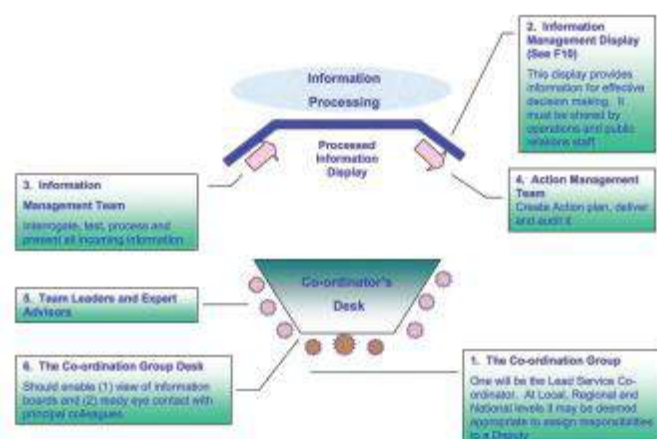 2. Information
Management Display
(See F10)
This display provides
information for effective
decision making. It
must be shared by
operations and public
relations staff
Information
Processing
Processed
Information
Display
3. Information
Management Team
Interrogate, test, process and
present all incoming information
4. Action Management
Team
Create Action plan, deliver
and audit it
Co-ordinator's
Desk
5. Team Leaders and Expert
Advisors
6. The Co-ordination Group Desk
Should enable (1) view of information
boards and (2) ready eye contact with
principal colleagues
1. The Co-ordination Group
One will be the Lead Service Co-
ordinator. At Local, Regional and
National levels it may be deemed
appropriate to assign responsibilities
to a Deputy